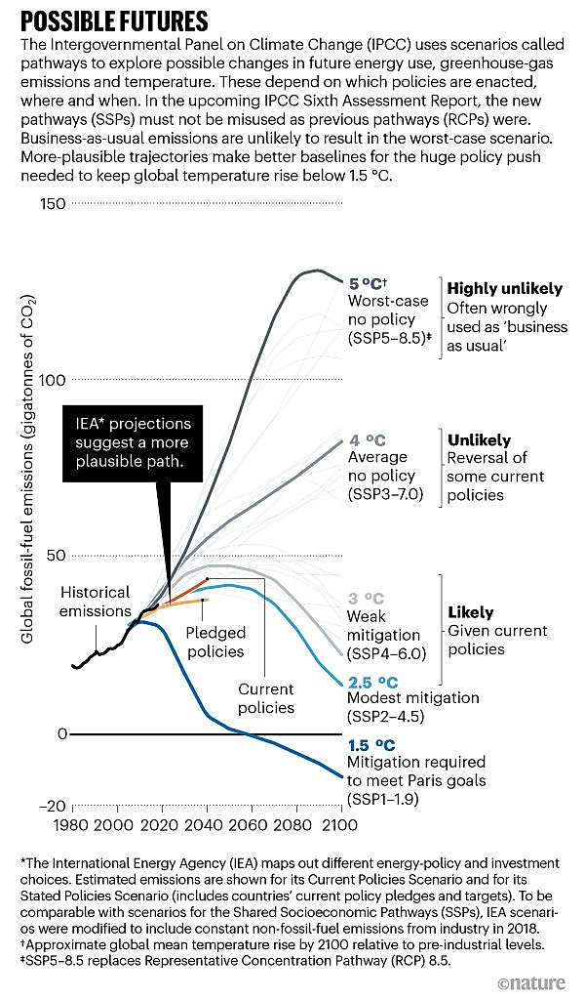 POSSIBLE FUTURES
The Intergovernmental Panel on Climate Change (IPCC) uses scenarios called
pathways to explore possible changes in future energy use, greenhouse-gas
emissions and temperature. These depend on which policies are enacted,
where and when. In the upcoming IPCC Sixth Assessment Report, the new
pathways (SSPs) must not be misused as previous pathways (RCPs) were.
Business-as-usual emissions are unlikely to result in the worst-case scenario.
More-plausible trajectories make better baselines for the huge policy push
needed to keep global temperature rise below 1.5 °C.
150
100
50
0
–20
Global fossil-fuel emissions (gigatonnes of CO₂)
5 °C†
Worst-case
no policy
(SSP5–8.5)‡
Highly unlikely
Often wrongly
used as ‘business
as usual’
IEA* projections
suggest a more
plausible path.
4 °C
Average
no policy
(SSP3–7.0)
Unlikely
Reversal of
some current
policies
Historical
emissions
Pledged
policies
Current
policies
3 °C
Weak
mitigation
(SSP4–6.0)
Likely
Given current
policies
2.5 °C
Modest mitigation
(SSP2–4.5)
1.5 °C
Mitigation required
to meet Paris goals
(SSP1–1.9)
1980 2000 2020 2040 2060 2080 2100
*The International Energy Agency (IEA) maps out different energy-policy and investment
choices. Estimated emissions are shown for its Current Policies Scenario and for its
Stated Policies Scenario (includes countries’ current policy pledges and targets). To be
comparable with scenarios for the Shared Socioeconomic Pathways (SSPs), IEA scenari-
os were modified to include constant non-fossil-fuel emissions from industry in 2018.
†Approximate global mean temperature rise by 2100 relative to pre-industrial levels.
‡SSP5–8.5 replaces Representative Concentration Pathway (RCP) 8.5.
©nature